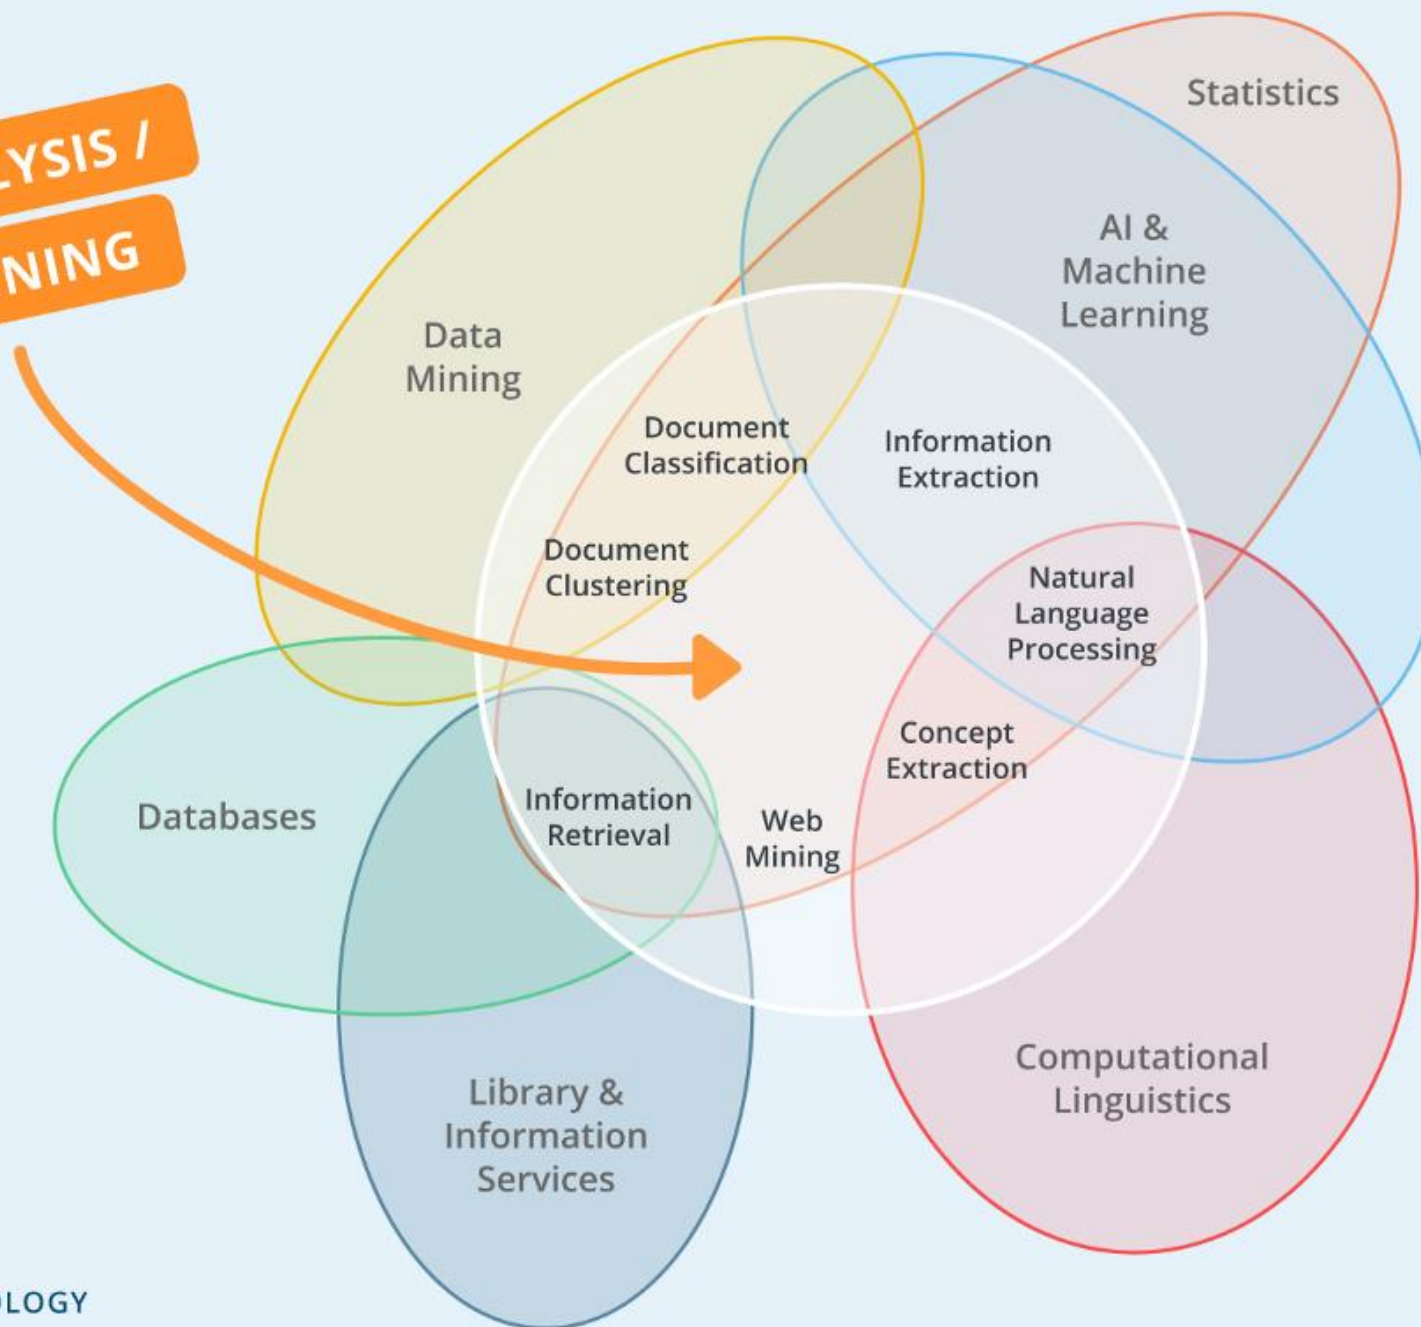 LYSIS /
NING
Statistics
AI &
Machine
Learning
Data
Mining
Document
Classification
Information
Extraction
Document
Clustering
Natural
Language
Processing
Concept
Extraction
Databases
Information
Retrieval
Web
Mining
Computational
Linguistics
Library &
Information
Services
OLOGY